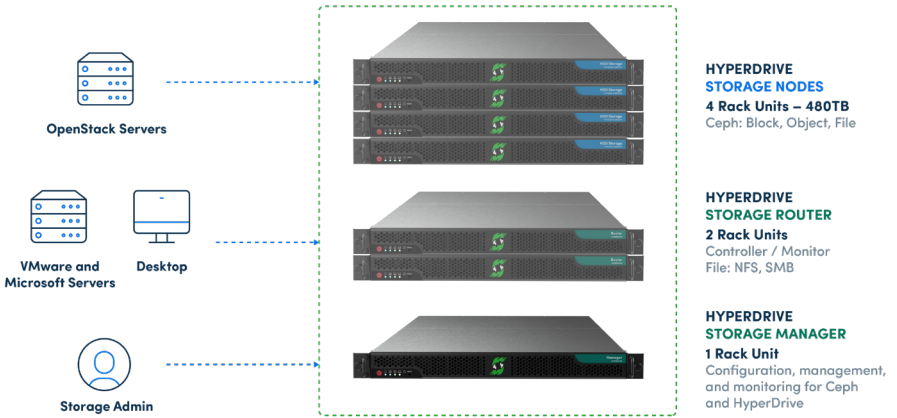 OpenStack Servers
HYPERDRIVE
STORAGE NODES
4 Rack Units – 480TB
Ceph: Block, Object, File
VMware and
Microsoft Servers
Desktop
HYPERDRIVE
STORAGE ROUTER
2 Rack Units
Controller / Monitor
File: NFS, SMB
Storage Admin
Manager
HYPERDRIVE
STORAGE MANAGER
1 Rack Unit
Configuration, management,
and monitoring for Ceph
and HyperDrive